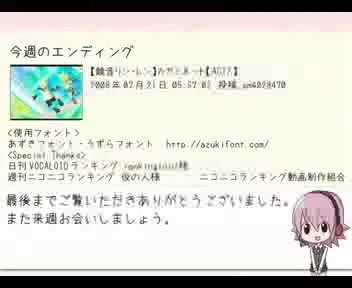 今週のエンディング
【鏡音リン・レン】
2008年07月21日 05:57:01 投稿 sm4028470
<使用フォント>
あずきフォント・うずらフォント http://azukifont.com/
<Special Thanks>
日刊VOCALOIDランキング 様
週刊ニコニコランキング 仮の人様 ニコニコランキング動画制作組合
最後までご覧いただきありがとうございました。
また来週お会いしましょう。